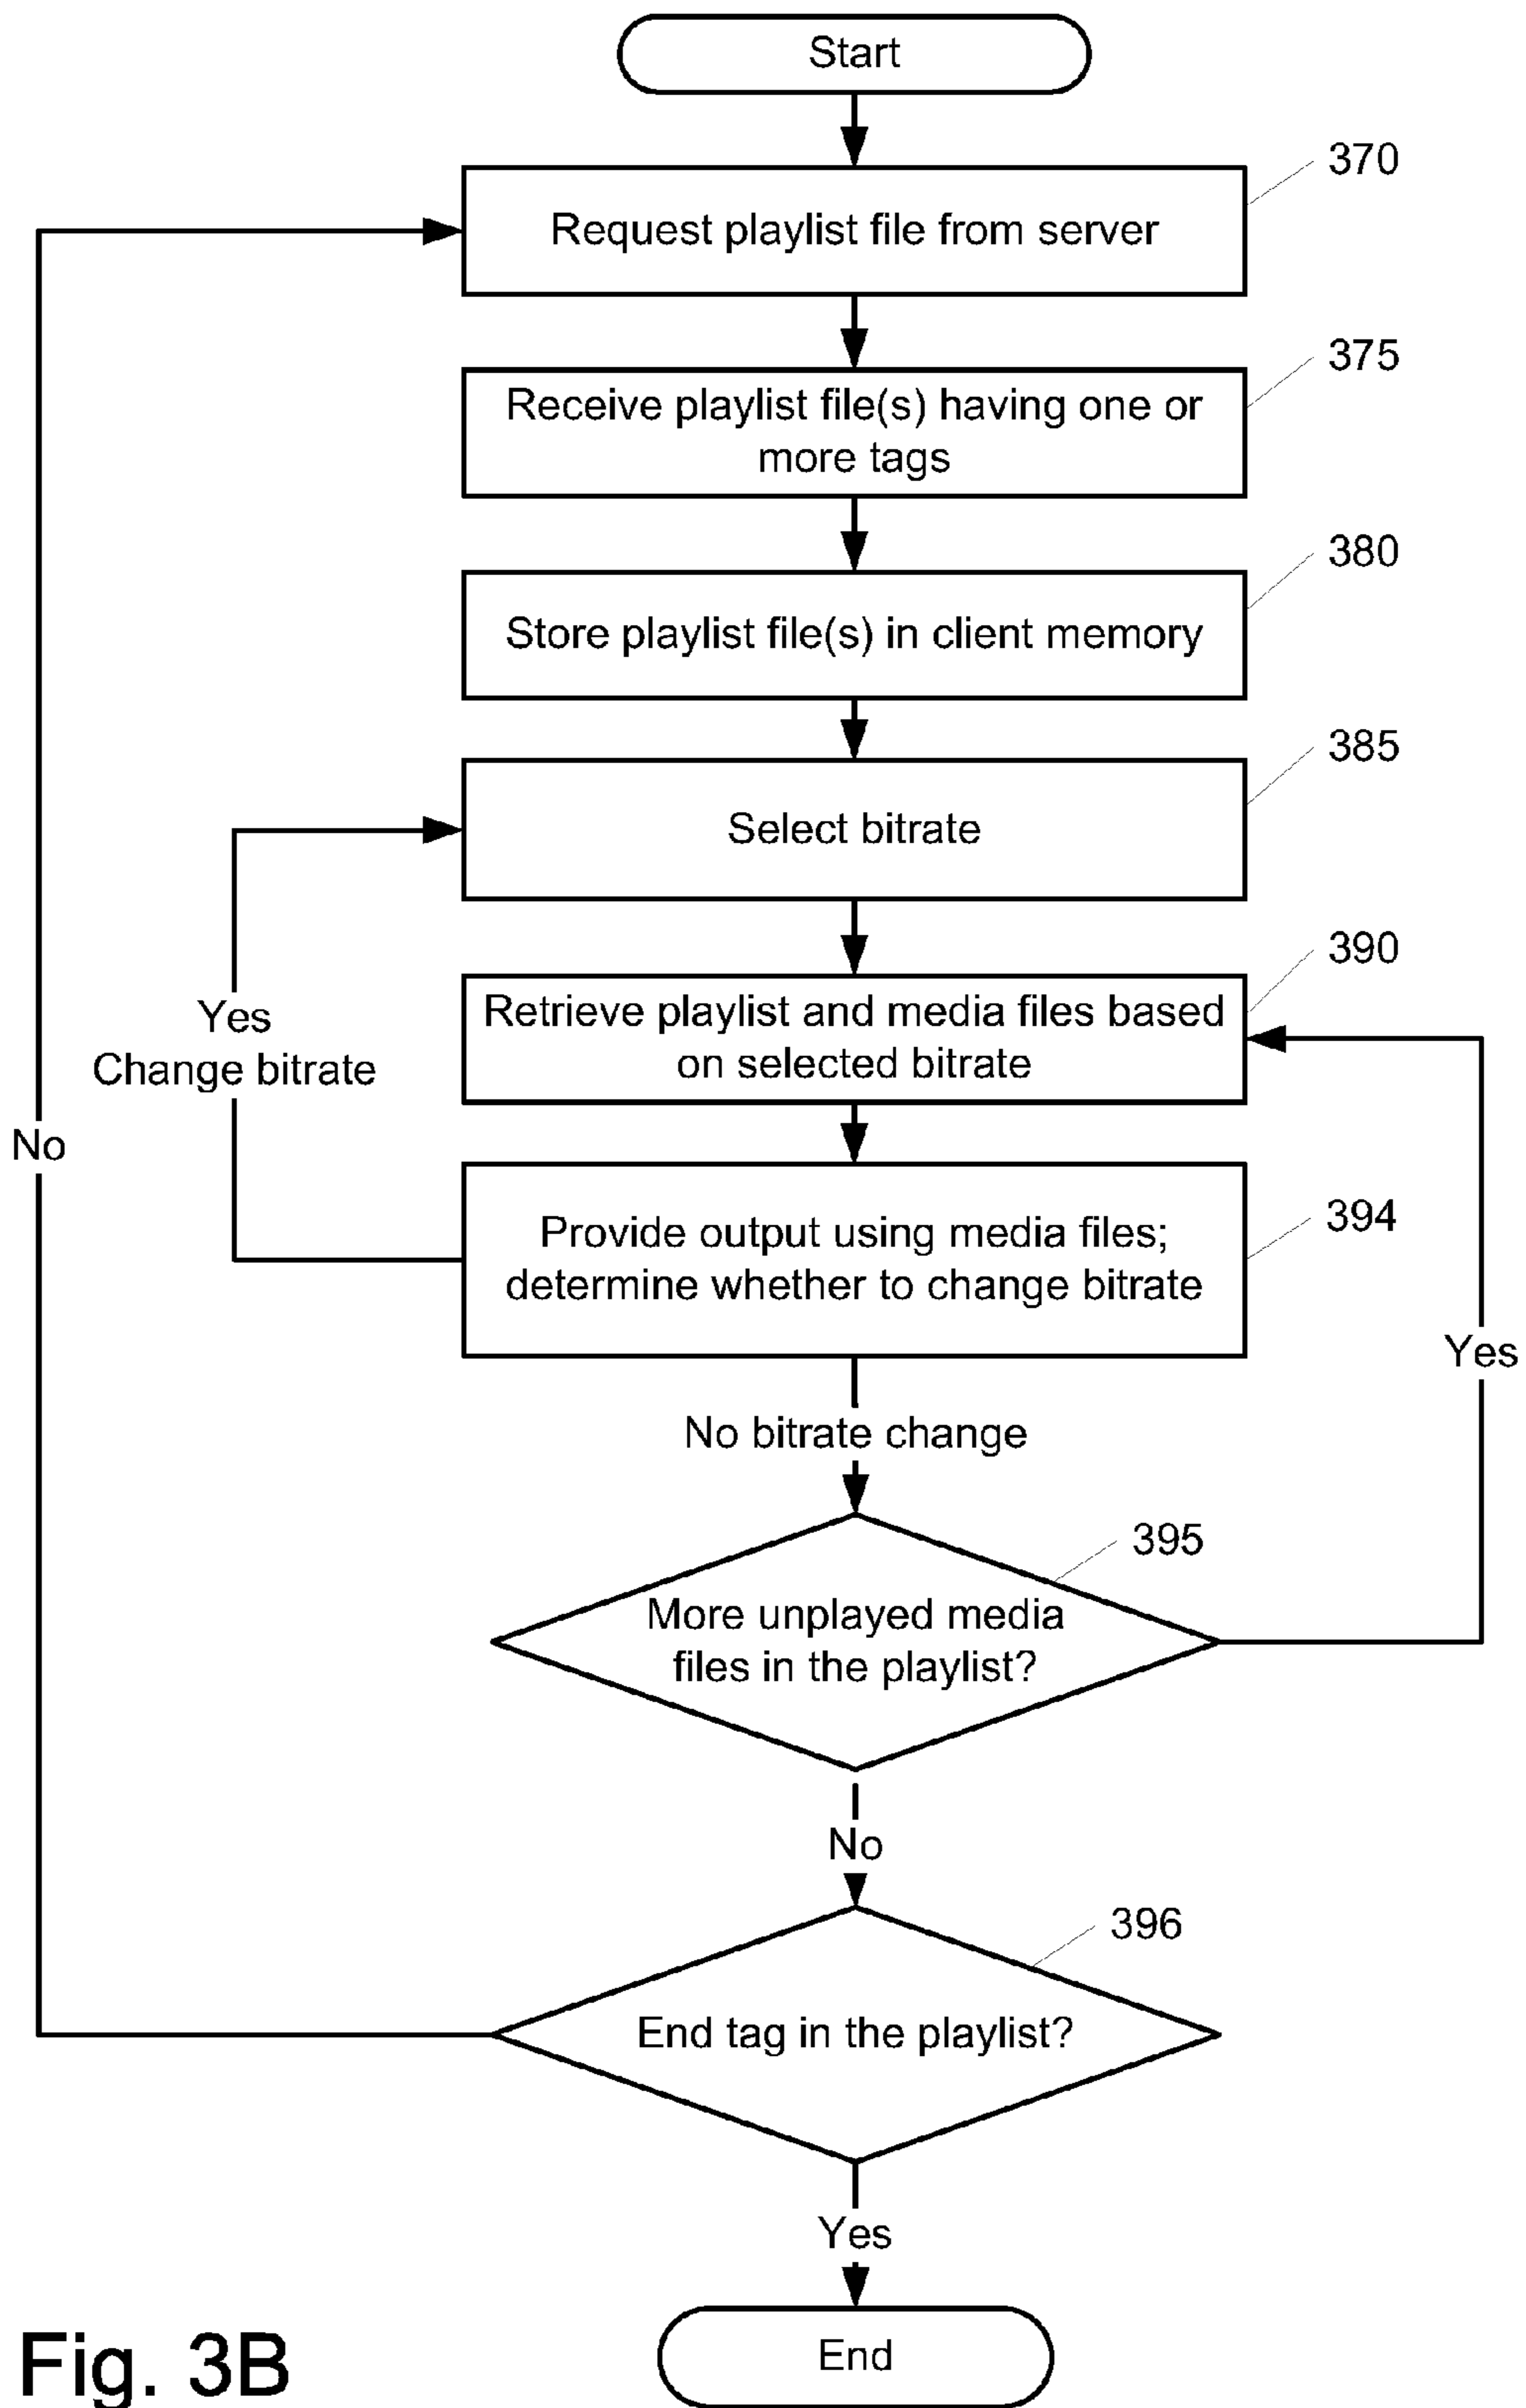 Start
370
Request playlist file from server
375
Receive playlist file(s) having one or
more tags
380
Store playlist file(s) in client memory
385
Select bitrate
390
Retrieve playlist and media files based
on selected bitrate
Yes
Change bitrate
No
394
Provide output using media files;
determine whether to change bitrate
Yes
No bitrate change
395
More unplayed media
files in the playlist?
No
396
End tag in the playlist?
Yes
End
Fig. 3B